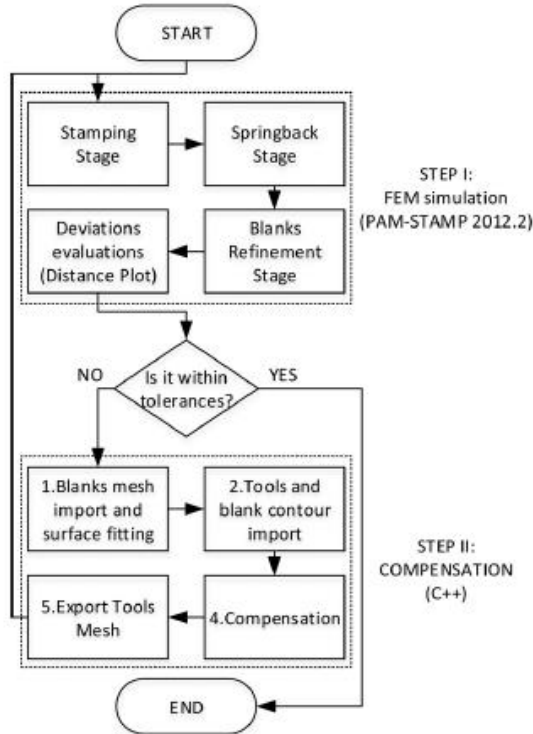 START
Stamping
Stage
Springback
Stage
STEP I:
FEM simulation
(PAM-STAMP 2012.2)
Deviations
evaluations
(Distance Plot)
Blanks
Refinement
Stage
NO
Is it within
tolerances?
YES
1.Blanks mesh
import and
surface fitting
2.Tools and
blank contour
import
STEP II:
COMPENSATION
(C++)
5.Export Tools
Mesh
4.Compensation
END